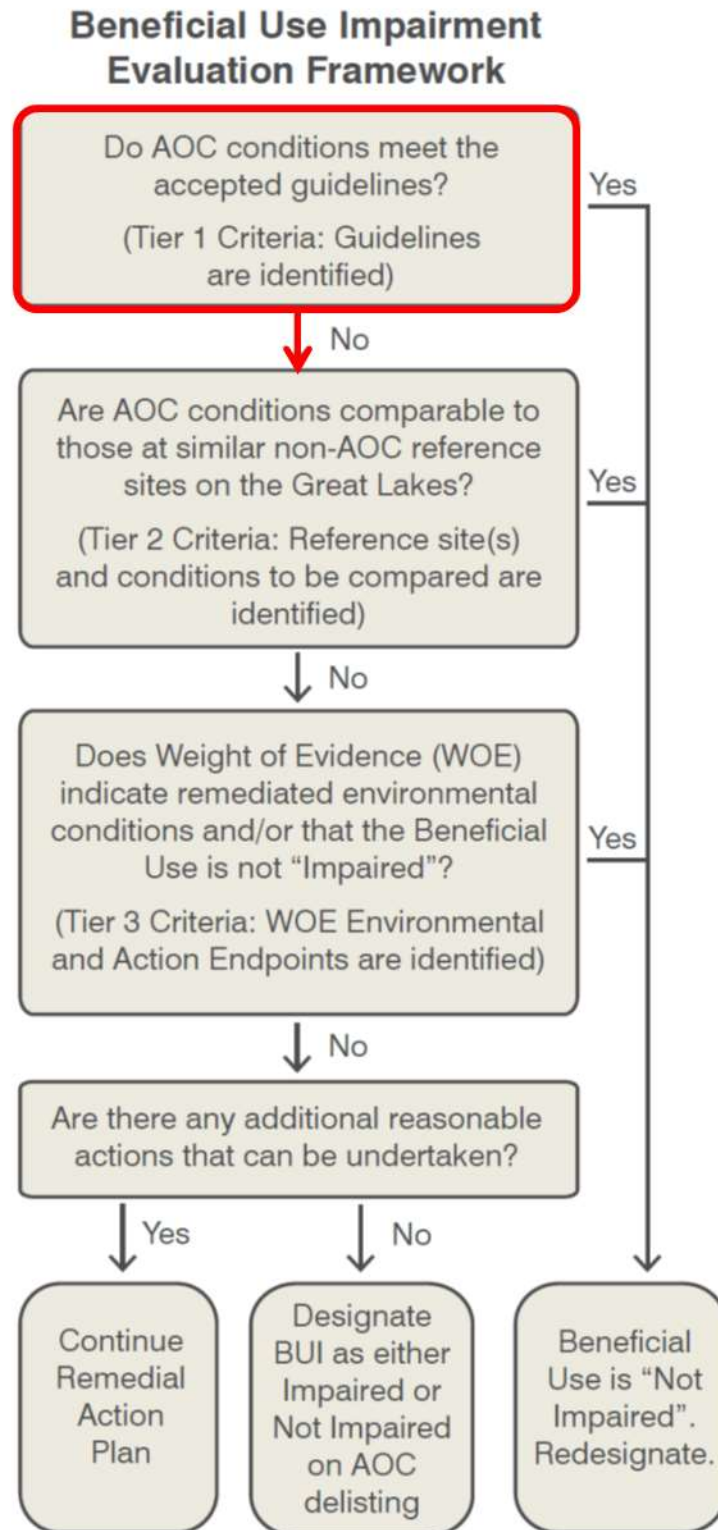 Beneficial Use Impairment
Evaluation Framework
Do AOC conditions meet the
accepted guidelines?
(Tier 1 Criteria: Guidelines
are identified)
Yes
No
Are AOC conditions comparable to
those at similar non-AOC reference
sites on the Great Lakes?
(Tier 2 Criteria: Reference site(s)
and conditions to be compared are
identified)
Yes
No
Does Weight of Evidence (WOE)
indicate remediated environmental
conditions and/or that the Beneficial
Use is not “Impaired”?
(Tier 3 Criteria: WOE Environmental
and Action Endpoints are identified)
Yes
No
Are there any additional reasonable
actions that can be undertaken?
Yes
No
Continue
Remedial
Action
Plan
Designate
BUI as either
Impaired or
Not Impaired
on AOC
delisting
Beneficial
Use is “Not
Impaired”.
Redesignate.